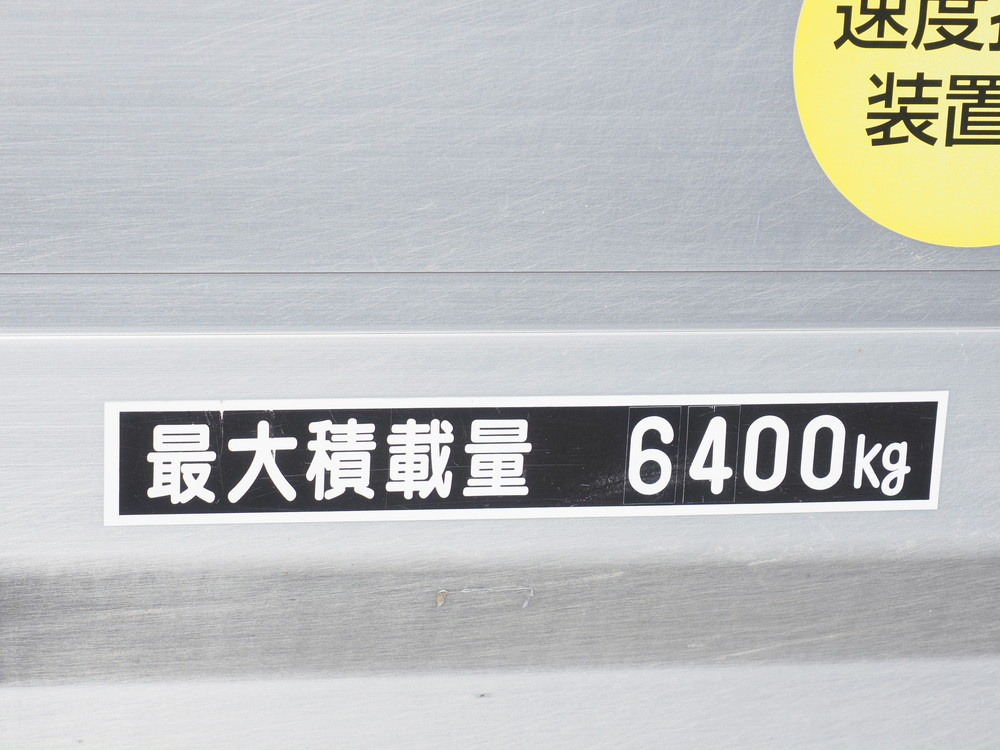 速度
装置
最大積載量 6400kg